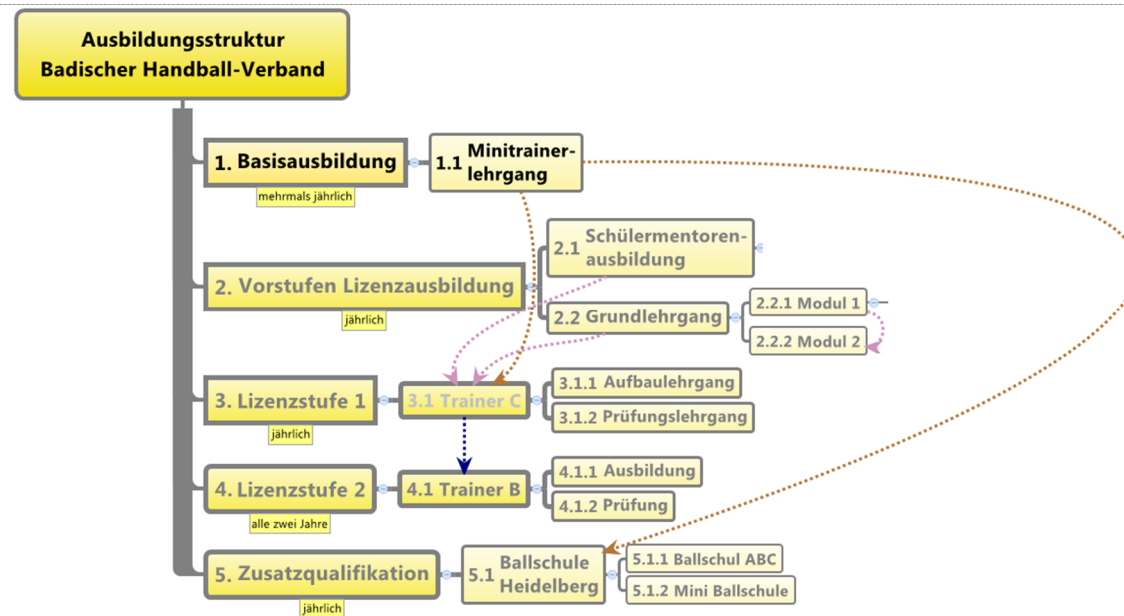 Ausbildungsstruktur
Badischer Handball-Verband
1. Basisausbildung
mehrmals jährlich
1.1 Minitrainer-
lehrgang
2. Vorstufen Lizenzausbildung
jährlich
2.1 Schülermentoren-
ausbildung
2.2 Grundlehrgang
2.2.1 Modul 1
2.2.2 Modul 2
3. Lizenzstufe 1
jährlich
3.1 Trainer C
3.1.1 Aufbaulehrgang
3.1.2 Prüfungslehrgang
4. Lizenzstufe 2
alle zwei Jahre
4.1 Trainer B
4.1.1 Ausbildung
4.1.2 Prüfung
5. Zusatzqualifikation
jährlich
5.1 Ballschule
Heidelberg
5.1.1 Ballschul ABC
5.1.2 Mini Ballschule